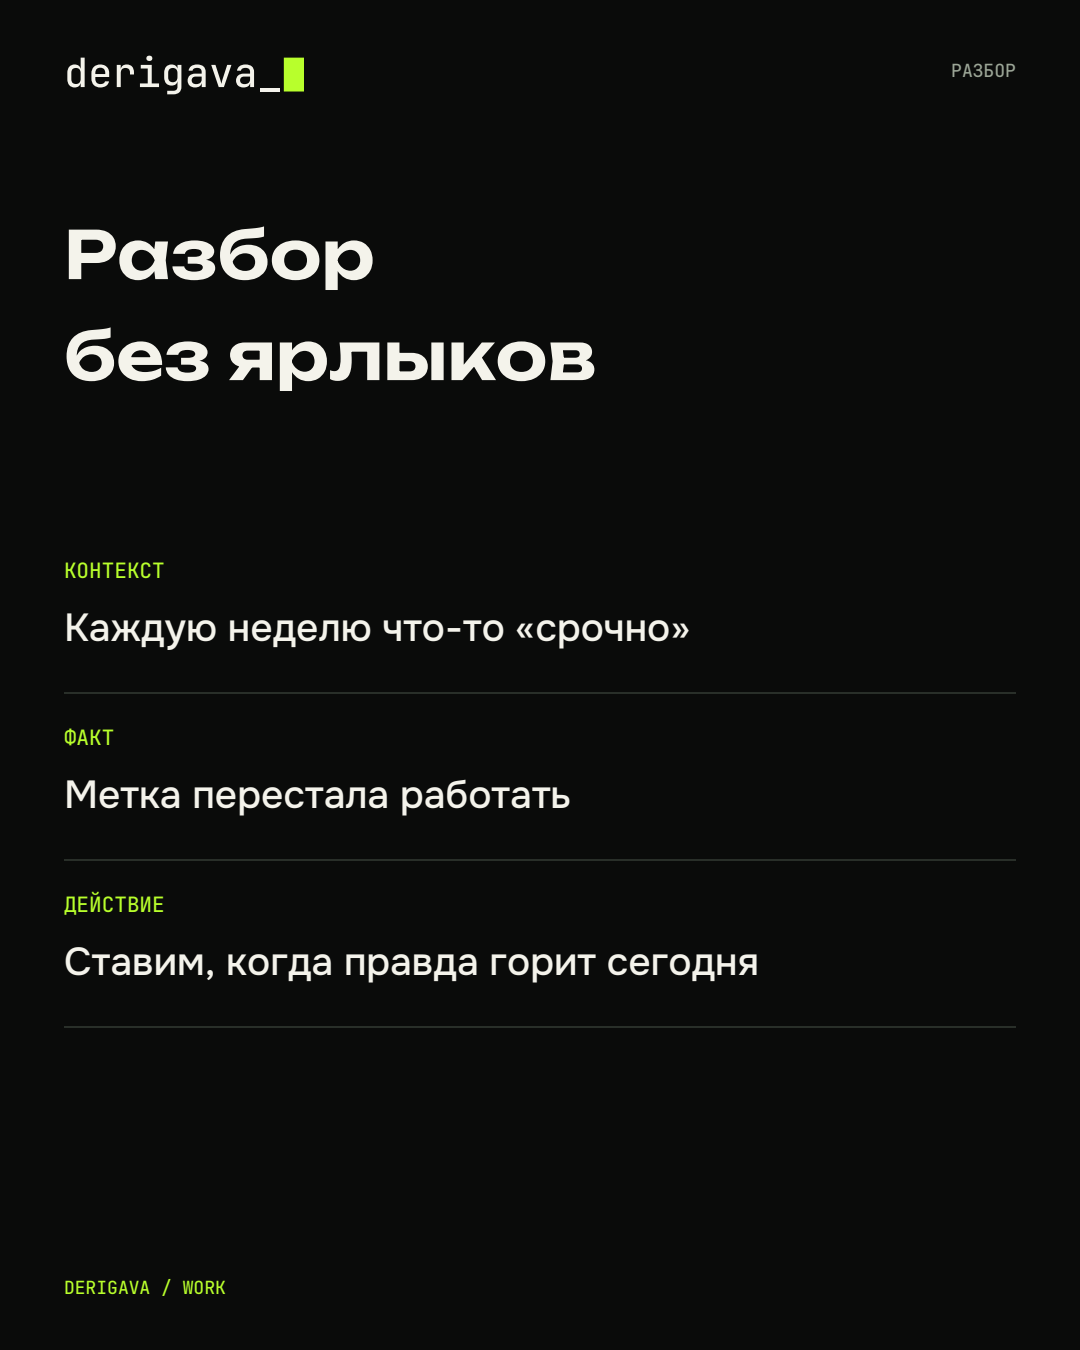 derigava_
РАЗБОР
Разбор
без ярлыков
КОНТЕКСТ
Каждую неделю что-то «срочно»
ФАКТ
Метка перестала работать
ДЕЙСТВИЕ
Ставим, когда правда горит сегодня
DERIGAVA / WORK